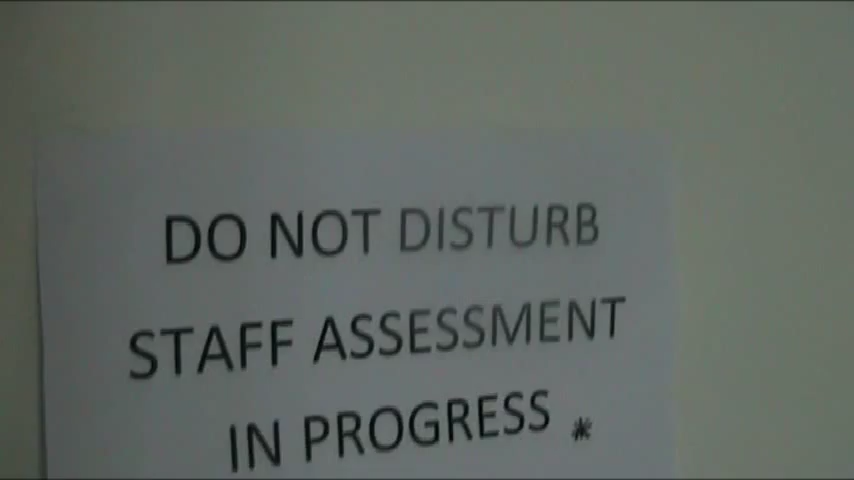 DO NOT DISTURB
STAFF ASSESSMENT
IN PROGRESS *